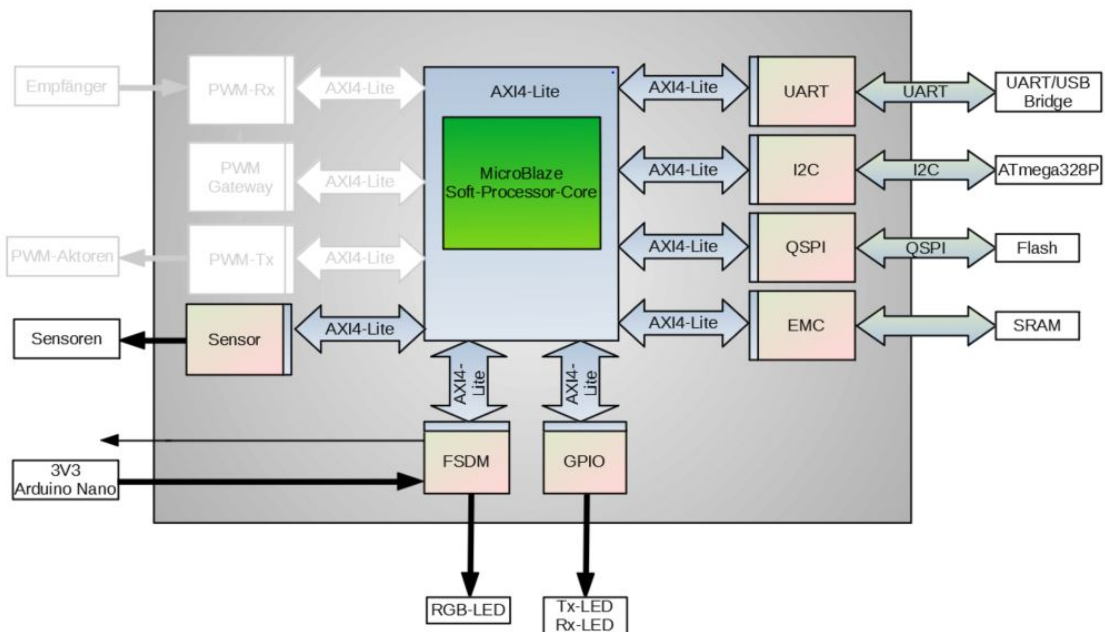 Empfänger
PWM-Rx
AXI4-Lite
AXI4-Lite
AXI4-Lite
UART
UART
UART/USB
Bridge
MicroBlaze
Soft-Processor-Core
PWM
Gateway
AXI4-Lite
AXI4-Lite
I2C
I2C
ATmega328P
PWM-Aktoren
PWM-Tx
AXI4-Lite
AXI4-Lite
QSPI
QSPI
Flash
Sensoren
Sensor
AXI4-Lite
AXI4-Lite
EMC
SRAM
AXI4-
Lite
AXI4-
Lite
3V3
Arduino Nano
FSDM
GPIO
RGB-LED
Tx-LED
Rx-LED